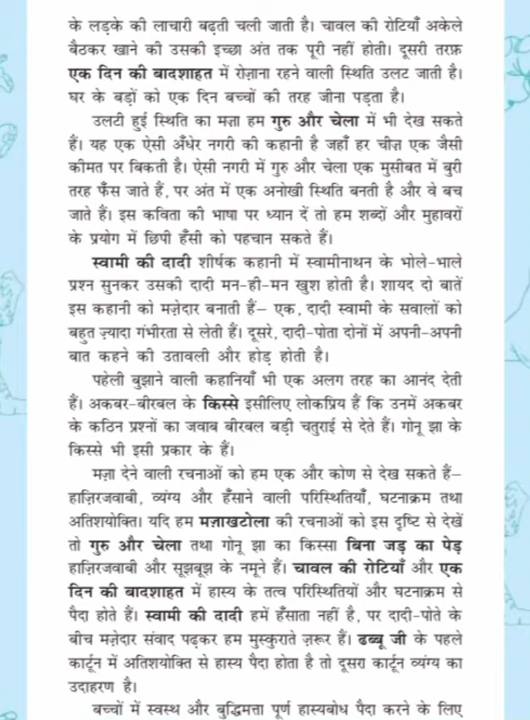 के लड़के की लाचारी बढ़ती चली जाती है। चावल की रोटियाँ अकेले
बैठकर खाने की उसकी इच्छा अंत तक पूरी नहीं होती। दूसरी तरफ़
एक दिन की बादशाहत में रोज़ाना रहने वाली स्थिति उलट जाती है।
घर के बड़ों को एक दिन बच्चों की तरह जीना पड़ता है।
उलटी हुई स्थिति का मज़ा हम गुरु और चेला में भी देख सकते
हैं। यह एक ऐसी अँधेर नगरी की कहानी है जहाँ हर चीज़ एक जैसी
कीमत पर बिकती है। ऐसी नगरी में गुरु और चेला एक मुसीबत में बुरी
तरह फँस जाते हैं, पर अंत में एक अनोखी स्थिति बनती है और वे बच
जाते हैं। इस कविता की भाषा पर ध्यान दें तो हम शब्दों और मुहावरों
के प्रयोग में छिपी हँसी को पहचान सकते हैं।
स्वामी की दादी शीर्षक कहानी में स्वामीनाथन के भोले-भाले
प्रश्न सुनकर उसकी दादी मन-ही-मन खुश होती है। शायद दो बातें
इस कहानी को मज़ेदार बनाती हैं– एक, दादी स्वामी के सवालों को
बहुत ज़्यादा गंभीरता से लेती हैं। दूसरे, दादी-पोता दोनों में अपनी-अपनी
बात कहने की उतावली और होड़ होती है।
पहेली बुझाने वाली कहानियाँ भी एक अलग तरह का आनंद देती
हैं। अकबर-बीरबल के किस्से इसीलिए लोकप्रिय हैं कि उनमें अकबर
के कठिन प्रश्नों का जवाब बीरबल बड़ी चतुराई से देते हैं। गोनू झा के
किस्से भी इसी प्रकार के हैं।
मज़ा देने वाली रचनाओं को हम एक और कोण से देख सकते हैं–
हाज़िरजवाबी, व्यंग्य और हँसाने वाली परिस्थितियाँ, घटनाक्रम तथा
अतिशयोक्ति। यदि हम मज़ाखटोला की रचनाओं को इस दृष्टि से देखें
तो गुरु और चेला तथा गोनू झा का किस्सा बिना जड़ का पेड़
हाज़िरजवाबी और सूझबूझ के नमूने हैं। चावल की रोटियाँ और एक
दिन की बादशाहत में हास्य के तत्व परिस्थितियों और घटनाक्रम से
पैदा होते हैं। स्वामी की दादी हमें हँसाता नहीं है, पर दादी-पोते के
बीच मज़ेदार संवाद पढ़कर हम मुस्कुराते ज़रूर हैं। ढब्बू जी के पहले
कार्टून में अतिशयोक्ति से हास्य पैदा होता है तो दूसरा कार्टून व्यंग्य का
उदाहरण है।
बच्चों में स्वस्थ और बुद्धिमत्ता पूर्ण हास्यबोध पैदा करने के लिए